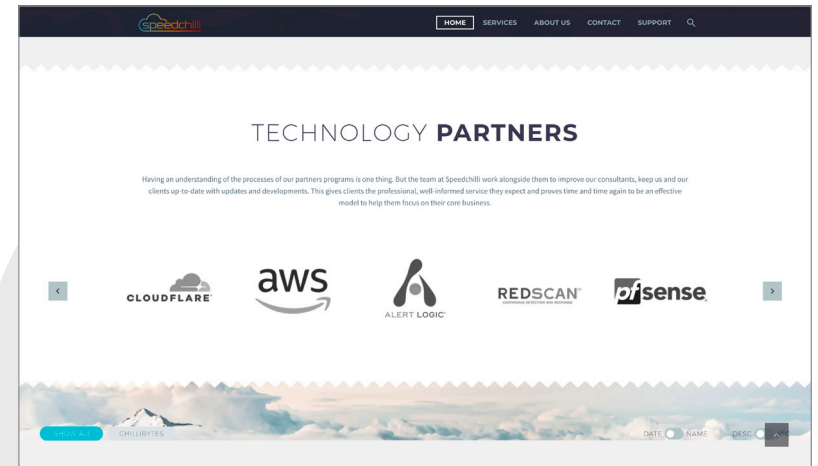 speedchilli
HOME SERVICES ABOUT US CONTACT SUPPORT
TECHNOLOGY PARTNERS
Having an understanding of the processes of our partners programs is one thing. But the team at Speedchilli work alongside them to improve our consultants, keep us and our
clients up-to-date with updates and developments. This gives clients the professional, well-informed service they expect and proves time and time again to be an effective
model to help them focus on their core business.
CLOUDFLARE
aws
ALERT LOGIC
REDSCAN
CONTINUOUS DETECTION AND RESPONSE
pfsense
SHOW ALL CHILLIBYTES DATE NAME DESC